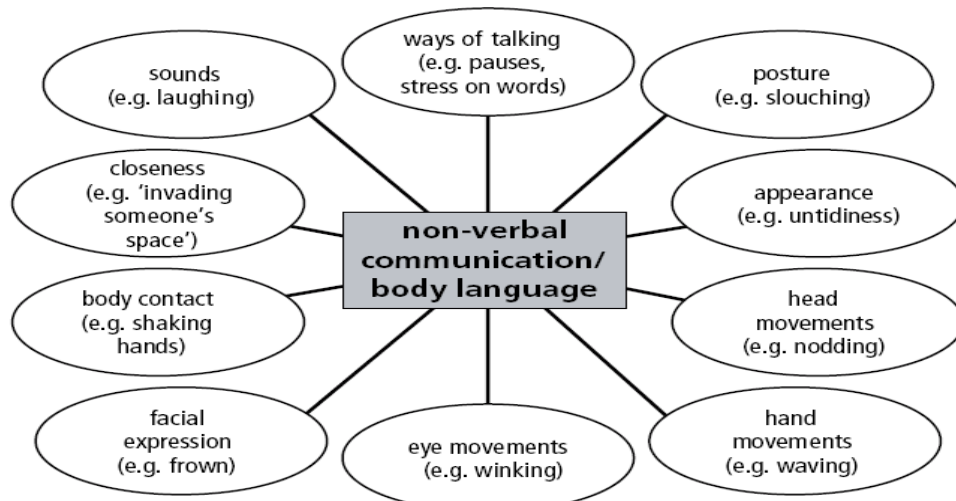 ways of talking
(e.g. pauses,
stress on words)
sounds
(e.g. laughing)
posture
(e.g. slouching)
closeness
(e.g. ‘invading
someone’s
space’)
appearance
(e.g. untidiness)
non-verbal
communication/
body language
body contact
(e.g. shaking
hands)
head
movements
(e.g. nodding)
facial
expression
(e.g. frown)
eye movements
(e.g. winking)
hand
movements
(e.g. waving)